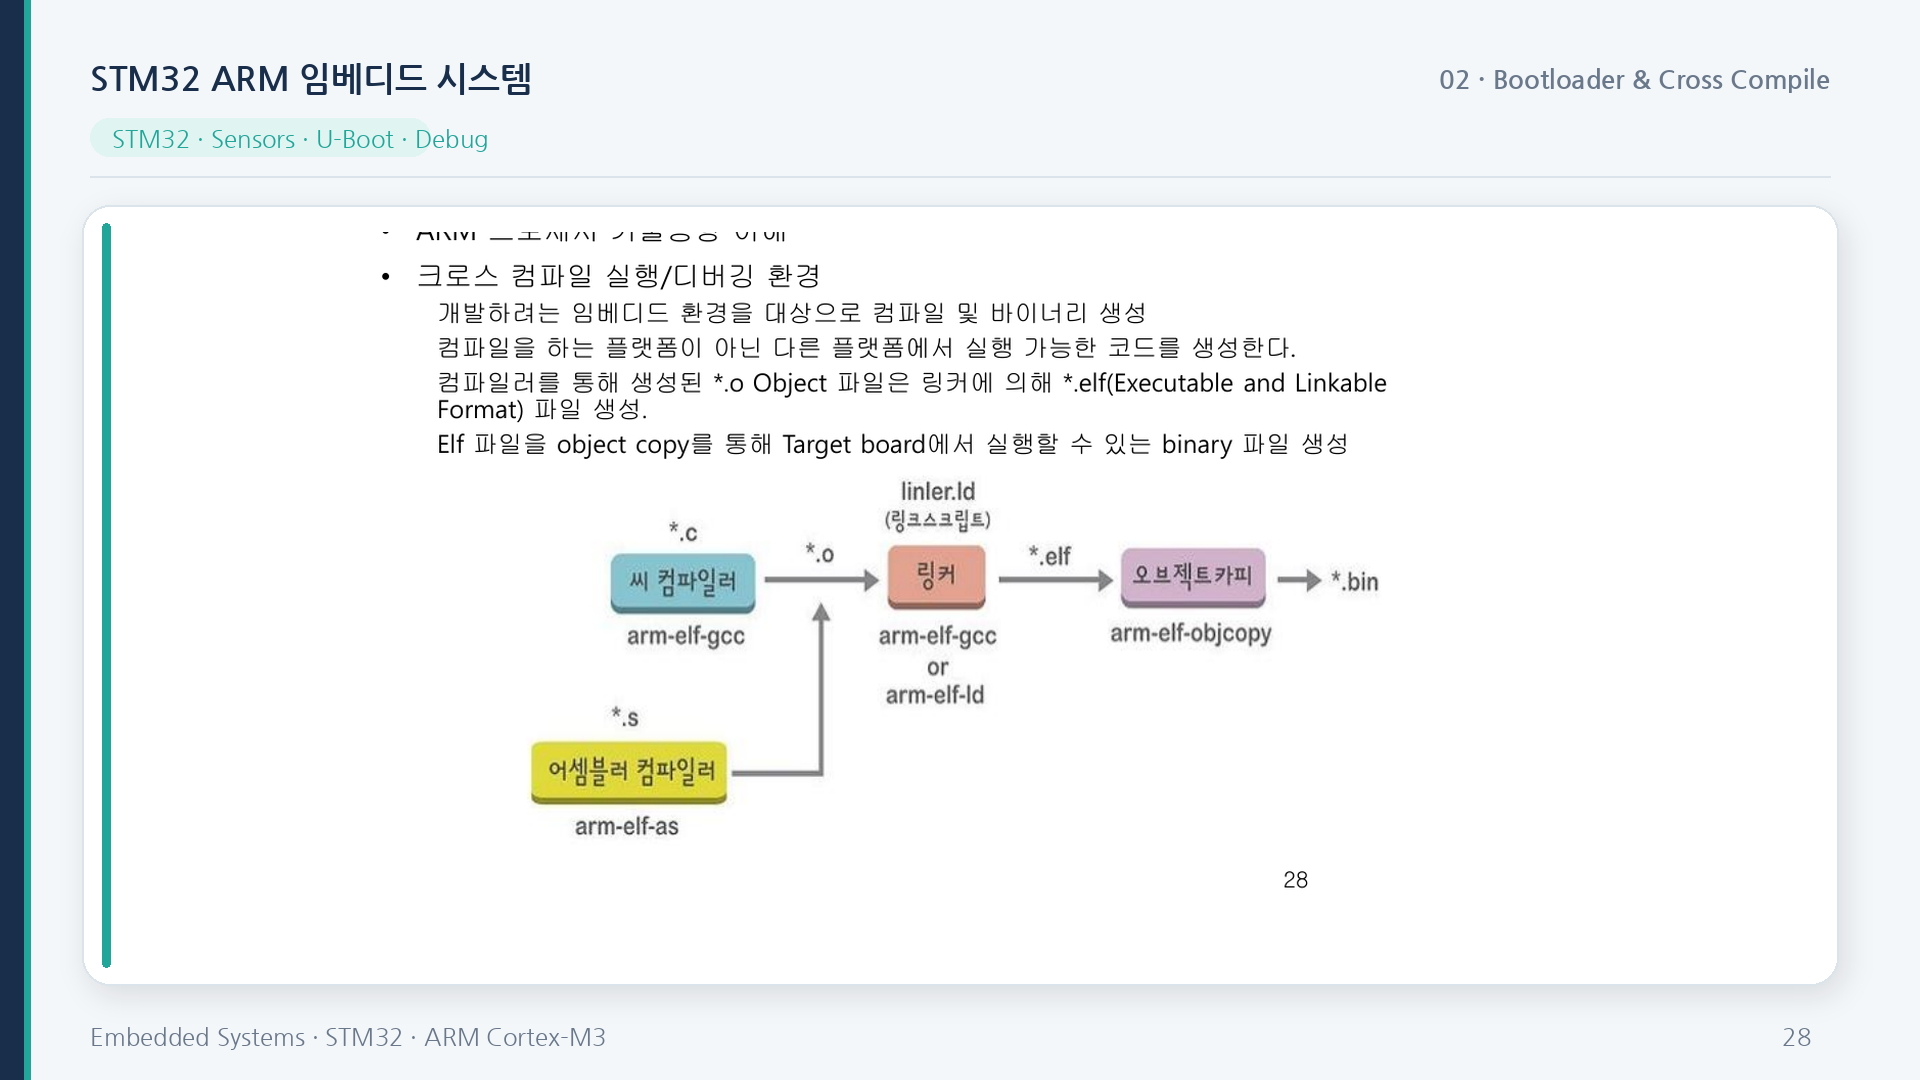 STM32 ARM 임베디드 시스템
02 · Bootloader & Cross Compile
STM32 · Sensors · U-Boot · Debug
• 크로스 컴파일 실행/디버깅 환경
개발하려는 임베디드 환경을 대상으로 컴파일 및 바이너리 생성
컴파일을 하는 플랫폼이 아닌 다른 플랫폼에서 실행 가능한 코드를 생성한다.
컴파일러를 통해 생성된 *.o Object 파일은 링커에 의해 *.elf(Executable and Linkable
Format) 파일 생성.
Elf 파일을 object copy를 통해 Target board에서 실행할 수 있는 binary 파일 생성
linler.ld
(링크스크립트)
*.c
*.o
*.elf
씨 컴파일러
링커
오브젝트카피
*.bin
arm-elf-gcc
arm-elf-gcc
or
arm-elf-ld
arm-elf-objcopy
*.s
어셈블러 컴파일러
arm-elf-as
28
Embedded Systems · STM32 · ARM Cortex-M3
28